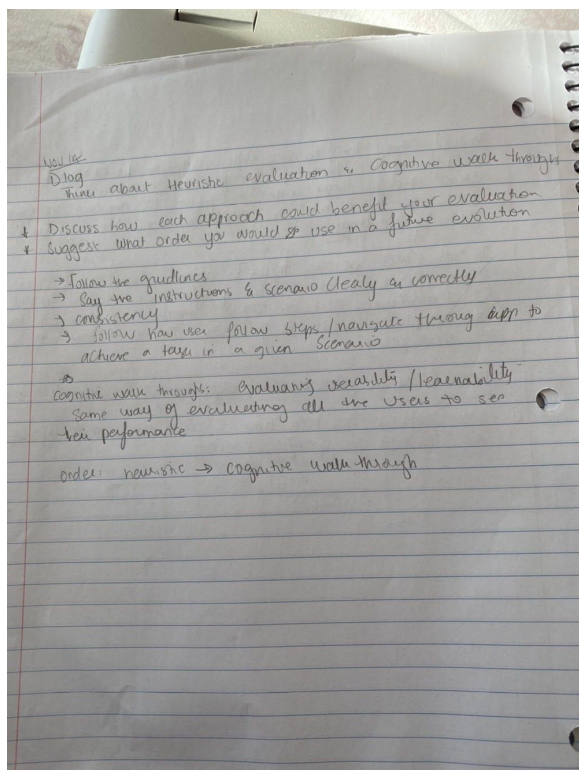 Nov 14
Dlog
Think about Heuristic evaluation & Cognitive walk throughs
* Discuss how each approach could benefit your evaluation
* Suggest what order you would use in a future evolution
→ Follow the guidlines
→ Say the instructions & scenario clealy & correctly
→ consistency
→ follow how user follow steps/navigate throug app to
achieve a task in a given scenario
cognitive walk throughs: evaluating usability/learnability
same way of evaluating all the users to see
their performance
order: heuristic → cognitive walk through